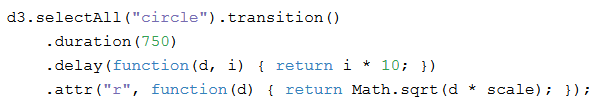 d3.selectAll("circle").transition()
    .duration(750)
    .delay(function(d, i) { return i * 10; })
    .attr("r", function(d) { return Math.sqrt(d * scale); });